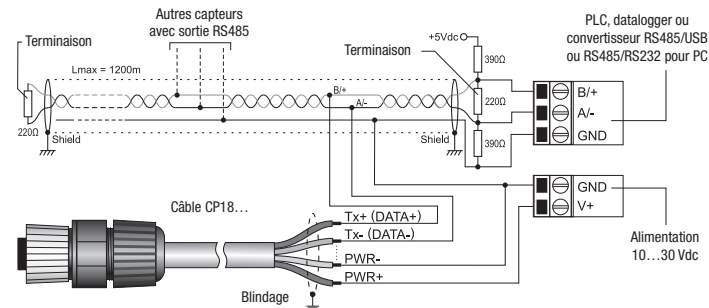 Autres capteurs
avec sortie RS485
PLC, datalogger ou
convertisseur RS485/USB
ou RS485/RS232 pour PC
Terminaison
Lmax = 1200m
220Ω
Shield
B/+
A/-
Terminaison
+5Vdc
390Ω
220Ω
390Ω
Shield
B/+
A/-
GND
GND
V+
Alimentation
10...30 Vdc
Câble CP18...
Tx+ (DATA+)
Tx- (DATA-)
PWR-
PWR+
Blindage